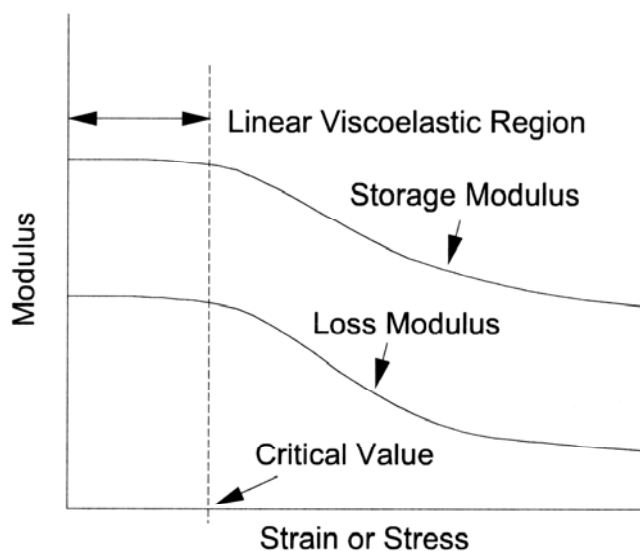 Linear Viscoelastic Region
Storage Modulus
Modulus
Loss Modulus
Critical Value
Strain or Stress